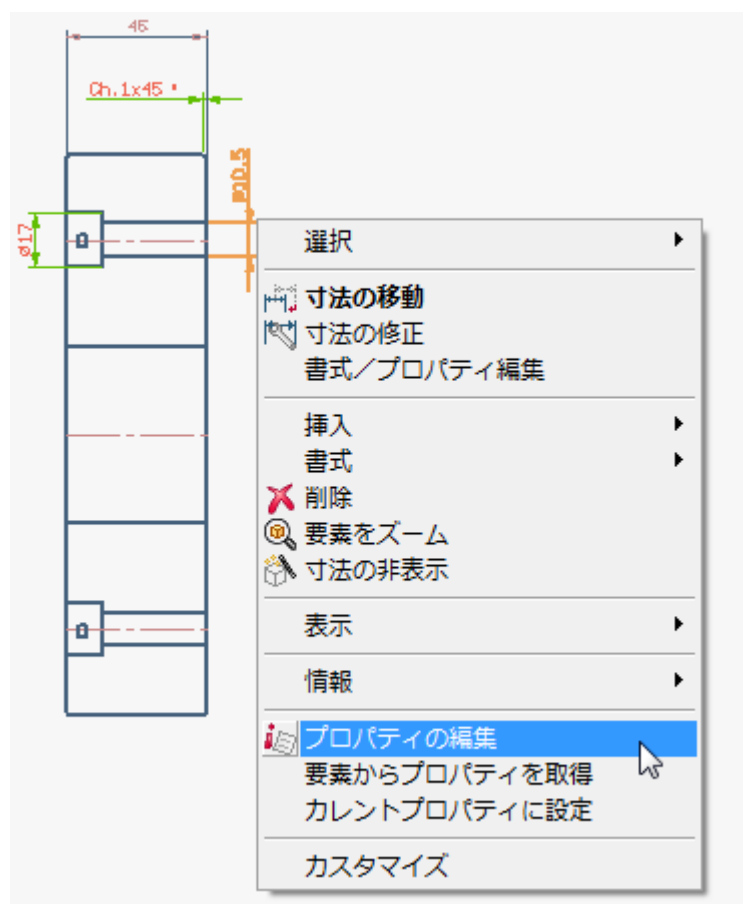 45
Ch.1x45 °
ø10.5
ø17
選択
寸法の移動
寸法の修正
書式/プロパティ編集
挿入
書式
削除
要素をズーム
寸法の非表示
表示
情報
プロパティの編集
要素からプロパティを取得
カレントプロパティに設定
カスタマイズ